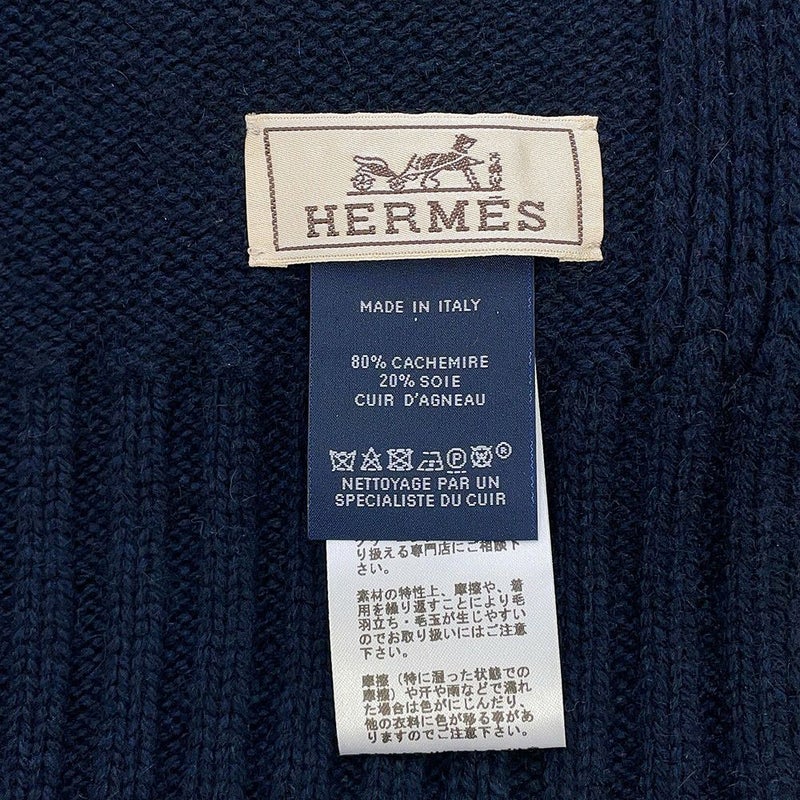 HERMÈS
MADE IN ITALY
80% CACHEMIRE
20% SOIE
CUIR D'AGNEAU
®
NETTOYAGE PAR UN
SPECIALISTE DU CUIR
り扱える専門店にご相談下
さい。
素材の特性上、摩擦や、着
用を繰り返すことにより毛
羽立ち・毛玉が生じやすい
のでお取り扱いにはご注意
下さい。
摩擦（特に湿った状態での
摩擦）や汗や雨などで濡れ
た場合は色がにじんだり、
他の衣料に色が移る事があ
りますのでご注意下さい。